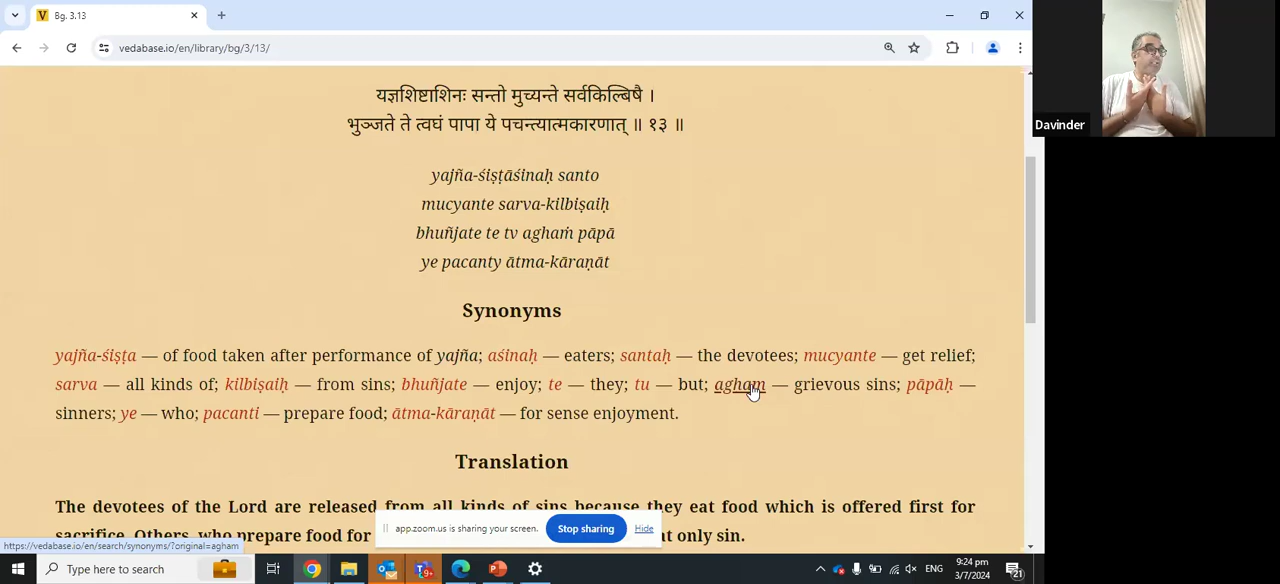 Bg. 3.13
vedabase.io/en/library/bg/3/13/
Davinder
यज्ञशिष्टाशिनः सन्तो मुच्यन्ते सर्वकिल्बिषै ।
भुञ्जते ते त्वघं पापा ये पचन्त्यात्मकारणात् ॥ १३ ॥
yajña-śiṣṭāśinaḥ santo
mucyante sarva-kilbiṣaiḥ
bhuñjate te tv aghaṁ pāpā
ye pacanty ātma-kāraṇāt
Synonyms
yajña-śiṣṭa — of food taken after performance of yajña; aśinaḥ — eaters; santaḥ — the devotees; mucyante — get relief;
sarva — all kinds of; kilbiṣaiḥ — from sins; bhuñjate — enjoy; te — they; tu — but; agham — grievous sins; pāpāḥ —
sinners; ye — who; pacanti — prepare food; ātma-kāraṇāt — for sense enjoyment.
Translation
The devotees of the Lord are released from all kinds of sins because they eat food which is offered first for
sacrifice. Others, who prepare food for at only sin.
app.zoom.us is sharing your screen. Stop sharing Hide
https://vedabase.io/en/search/synonyms/?original=agham
Type here to search
ENG
9:24 pm
3/7/2024
21